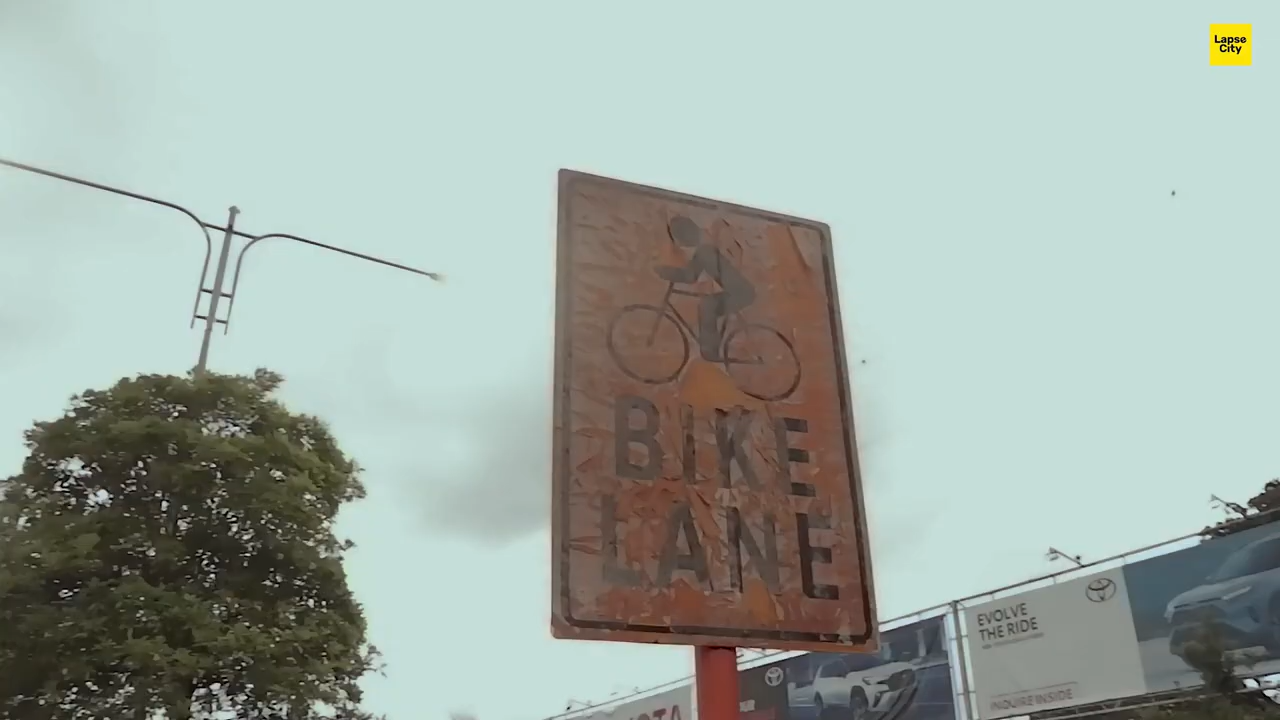 Lapse
City
BIKE
LANE
EVOLVE
THE RIDE
INQUIRE INSIDE